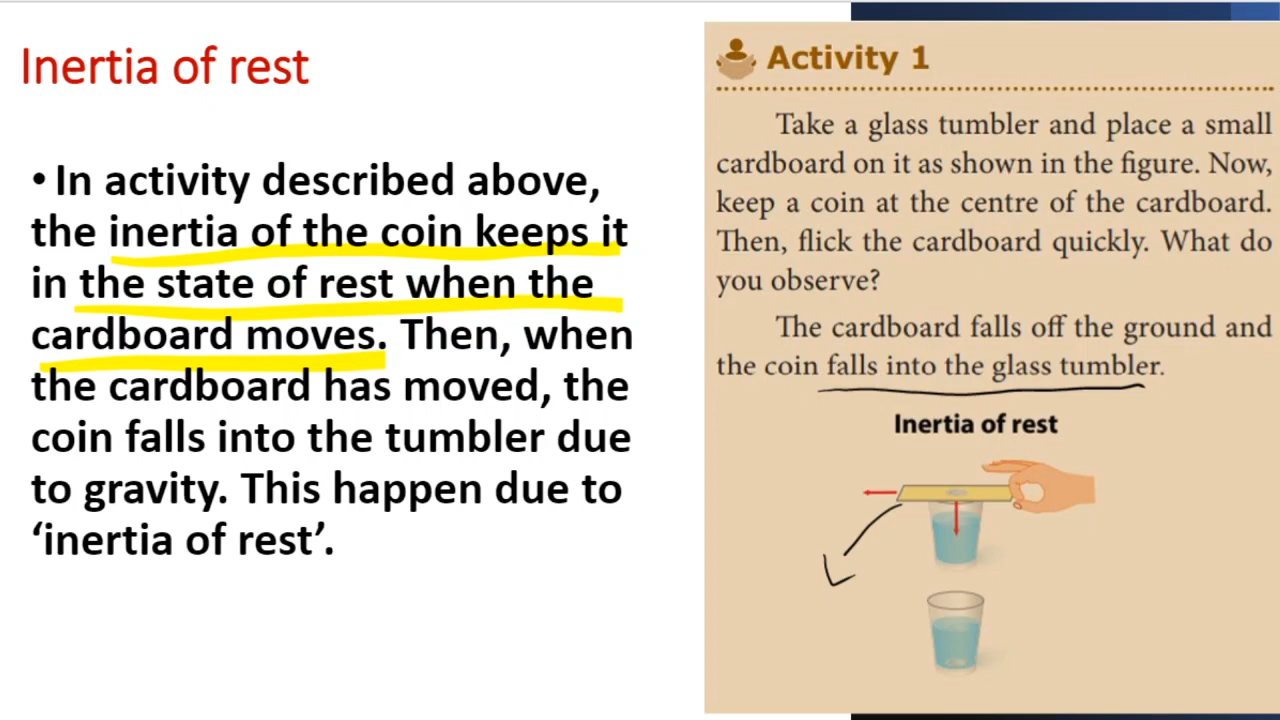 Inertia of rest
• In activity described above,
the inertia of the coin keeps it
in the state of rest when the
cardboard moves. Then, when
the cardboard has moved, the
coin falls into the tumbler due
to gravity. This happen due to
‘inertia of rest’.
Activity 1
Take a glass tumbler and place a small
cardboard on it as shown in the figure. Now,
keep a coin at the centre of the cardboard.
Then, flick the cardboard quickly. What do
you observe?
The cardboard falls off the ground and
the coin falls into the glass tumbler.
Inertia of rest